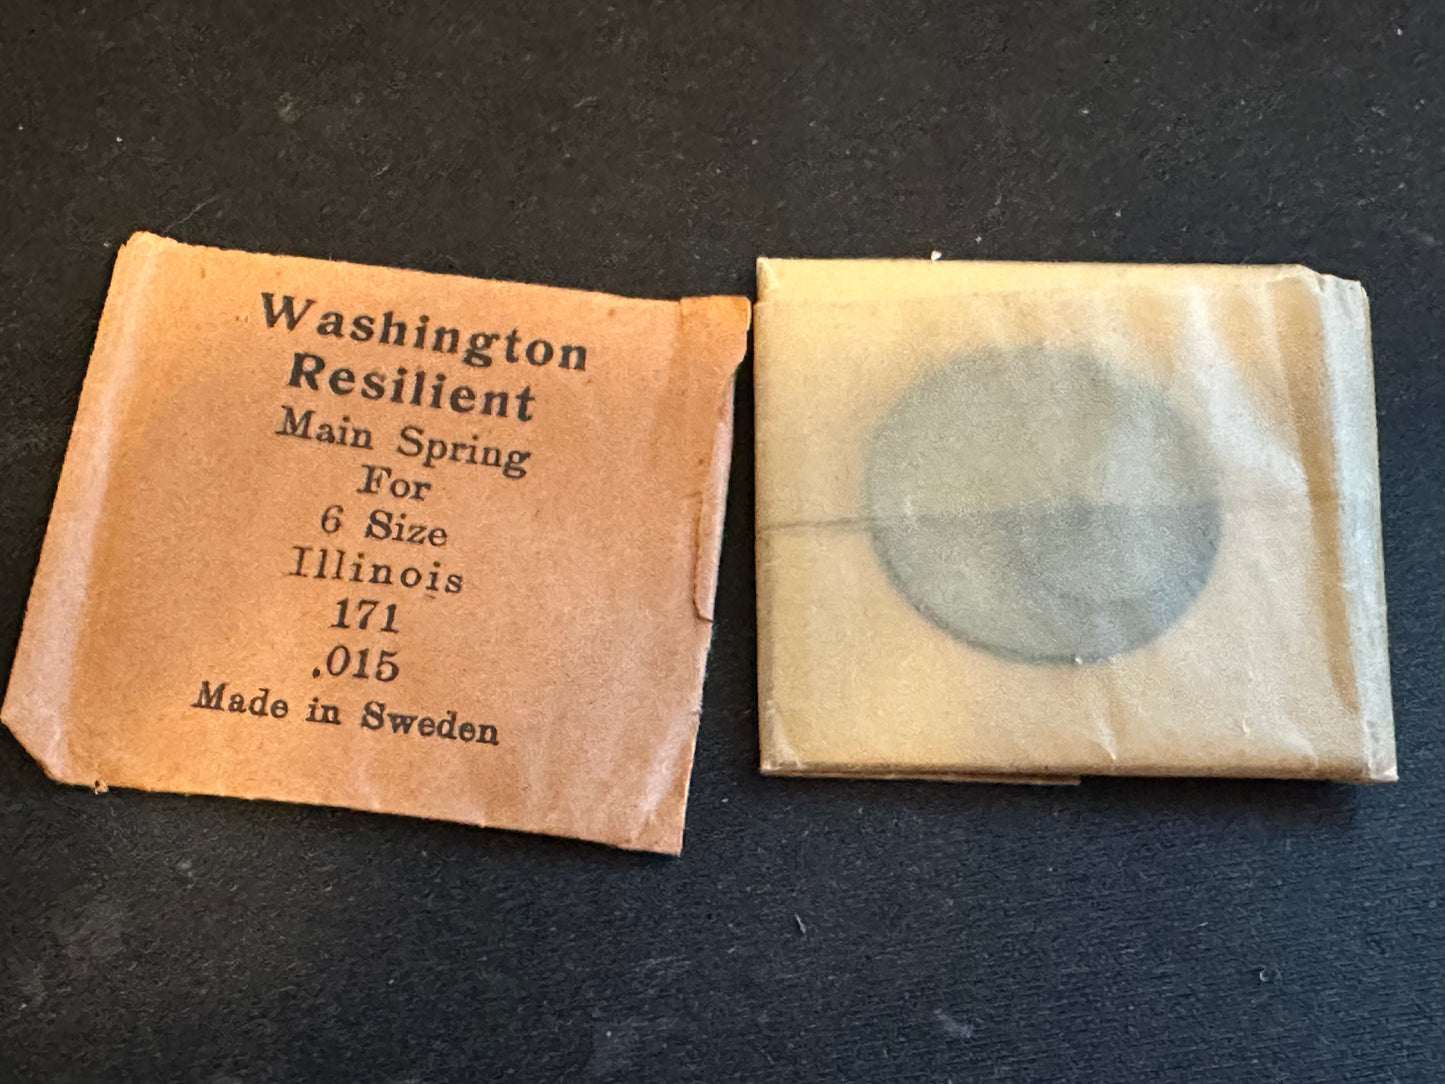 Washington
Resilient
Main Spring
For
6 Size
Illinois
171
.015
Made in Sweden